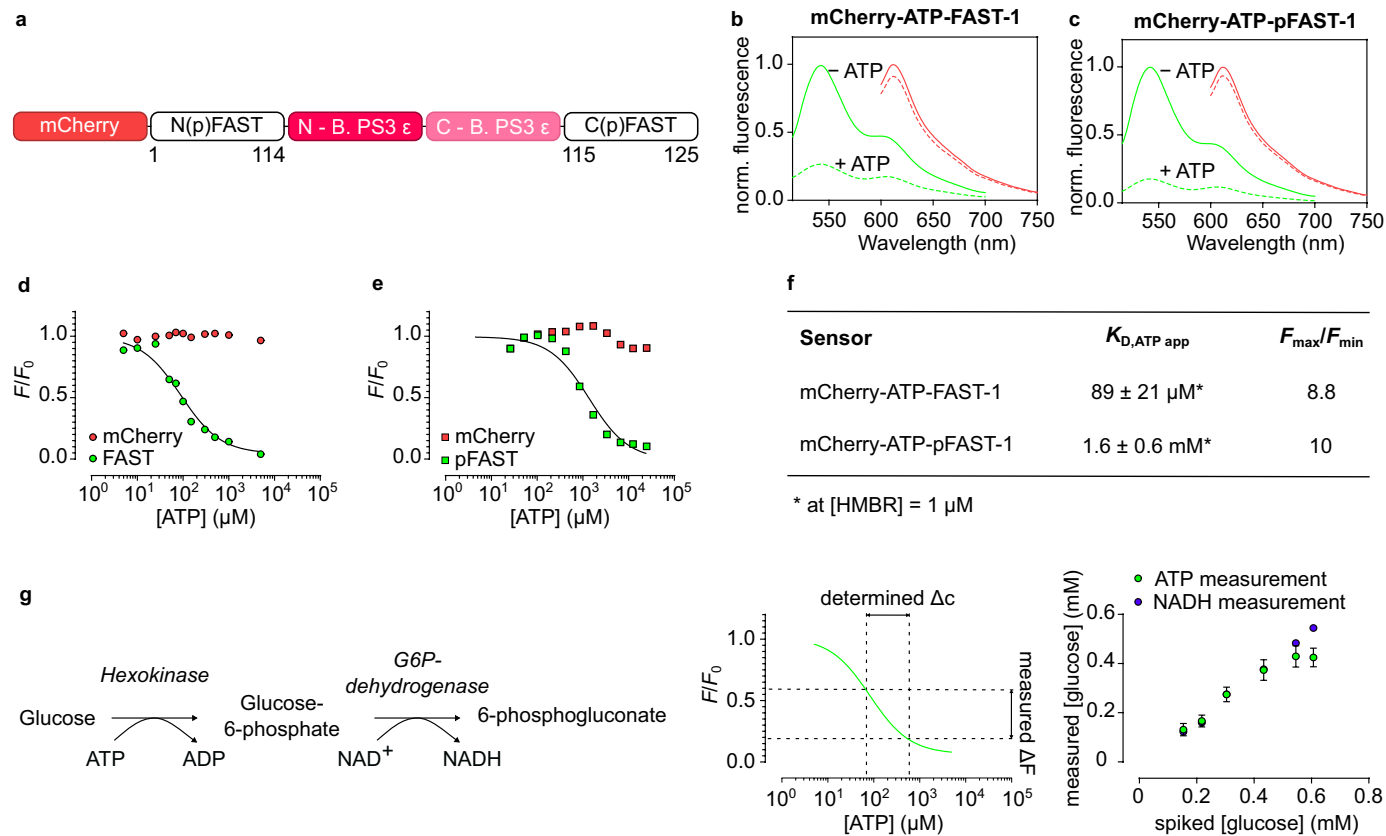 a
mCherry
N(p)FAST
N - B. PS3 ε
C - B. PS3 ε
C(p)FAST
1
114
115
125
b
mCherry-ATP-FAST-1
norm. fluorescence
1.0
0.5
0.0
– ATP
+ ATP
550
600
650
700
750
Wavelength (nm)
c
mCherry-ATP-pFAST-1
norm. fluorescence
1.0
0.5
0.0
– ATP
+ ATP
550
600
650
700
750
Wavelength (nm)
d
F/F0
1.0
0.5
0.0
mCherry
FAST
10^0
10^1
10^2
10^3
10^4
10^5
[ATP] (µM)
e
F/F0
1.0
0.5
0.0
mCherry
pFAST
10^0
10^1
10^2
10^3
10^4
10^5
[ATP] (µM)
f
Sensor KD,ATP app Fmax/Fmin
mCherry-ATP-FAST-1 89 ± 21 µM* 8.8
mCherry-ATP-pFAST-1 1.6 ± 0.6 mM* 10
* at [HMBR] = 1 µM
g
Hexokinase
Glucose
ATP
ADP
Glucose-
6-phosphate
G6P-
dehydrogenase
NAD+
NADH
6-phosphogluconate
determined Δc
measured ΔF
F/F0
1.0
0.5
0.0
10^0
10^1
10^2
10^3
10^4
10^5
[ATP] (µM)
ATP measurement
NADH measurement
measured [glucose] (mM)
0.6
0.4
0.2
0
0
0.2
0.4
0.6
0.8
spiked [glucose] (mM)